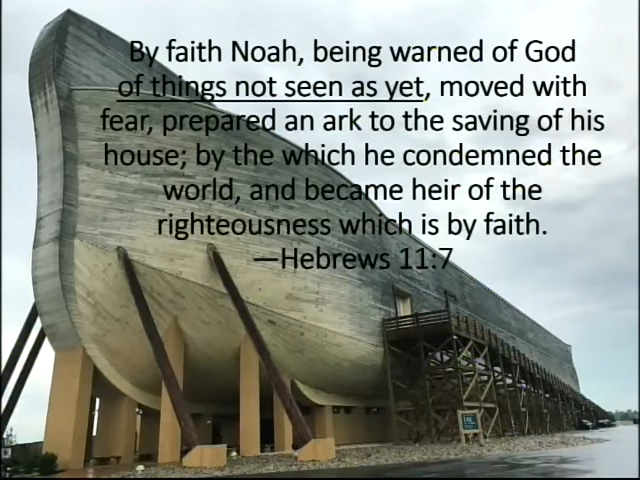 By faith Noah, being warned of God
of things not seen as yet, moved with
fear, prepared an ark to the saving of his
house; by the which he condemned the
world, and became heir of the
righteousness which is by faith.
—Hebrews 11:7